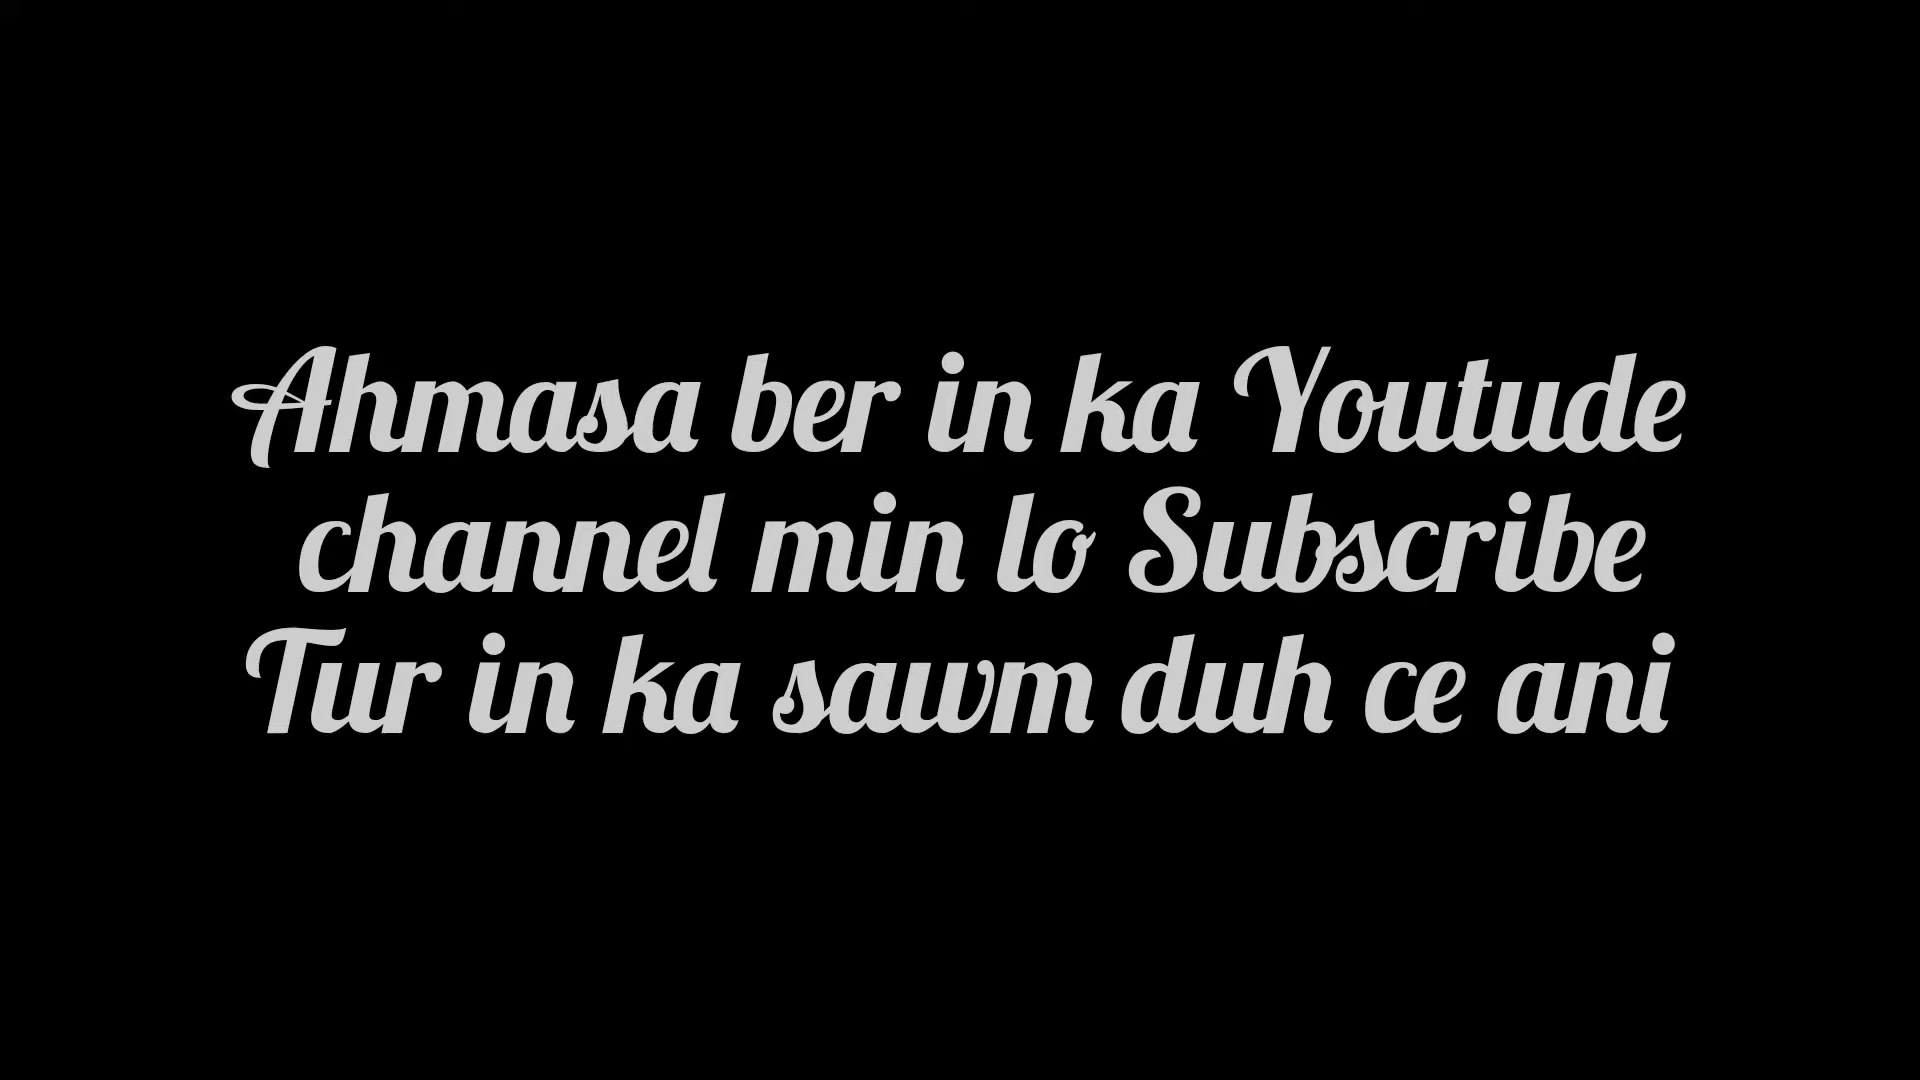 Ahmasa ber in ka Youtude
channel min lo Subscribe
Tur in ka sawm duh ce ani